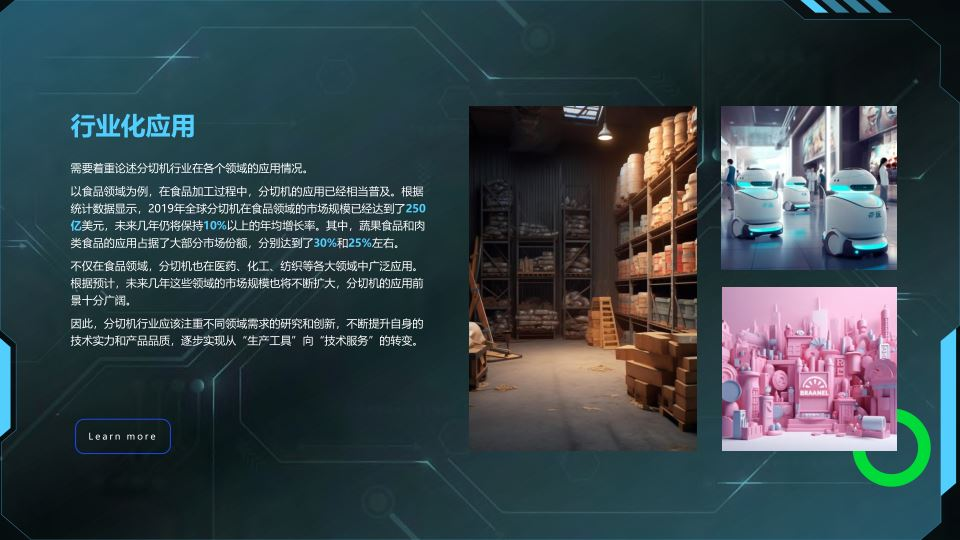 行业化应用
需要着重论述分切机行业在各个领域的应用情况。
以食品领域为例，在食品加工过程中，分切机的应用已经相当普及。根据
统计数据显示，2019年全球分切机在食品领域的市场规模已经达到了250
亿美元，未来几年仍将保持10%以上的年均增长率。其中，蔬果食品和肉
类食品的应用占据了大部分市场份额，分别达到了30%和25%左右。
不仅在食品领域，分切机也在医药、化工、纺织等各大领域中广泛应用。
根据预计，未来几年这些领域的市场规模也将不断扩大，分切机的应用前
景十分广阔。
因此，分切机行业应该注重不同领域需求的研究和创新，不断提升自身的
技术实力和产品品质，逐步实现从“生产工具”向“技术服务”的转变。
Learn more
BRAANEL